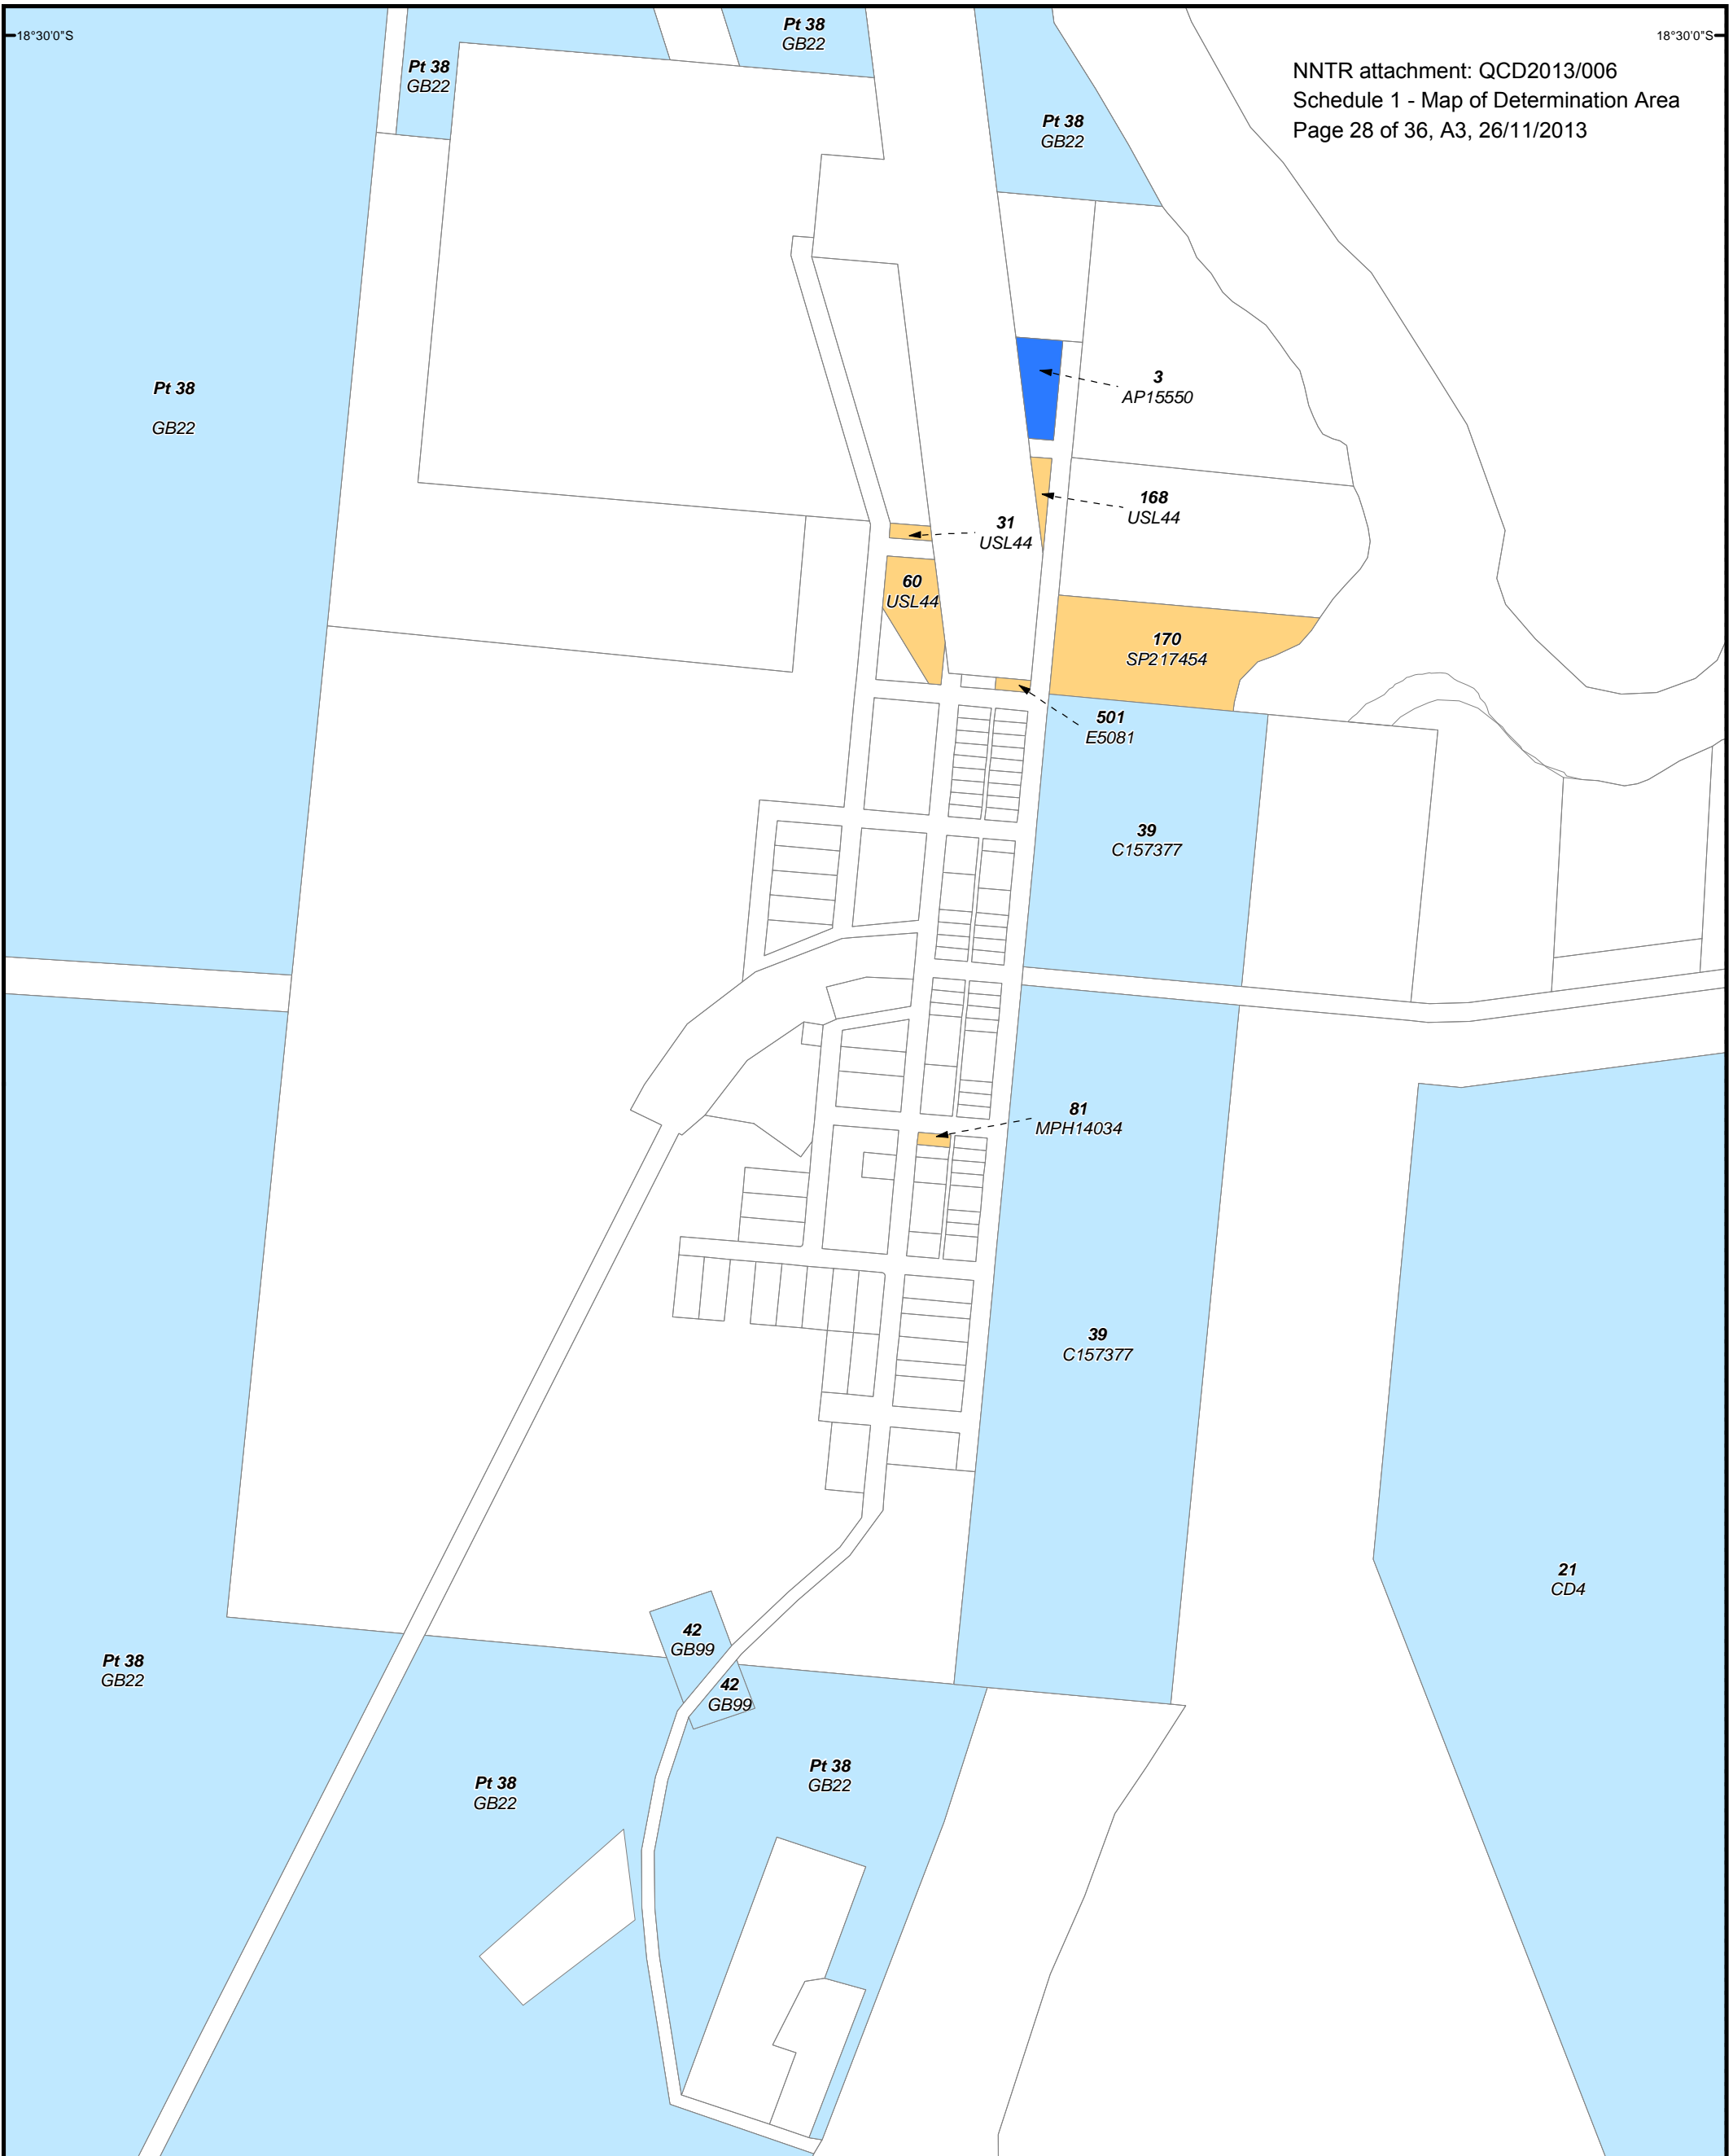 18°30'0"S
18°30'0"S
NNTR attachment: QCD2013/006
Schedule 1 - Map of Determination Area
Page 28 of 36, A3, 26/11/2013
Pt 38
GB22
Pt 38
GB22
Pt 38
GB22
Pt 38
GB22
3
AP15550
168
USL44
31
USL44
60
USL44
170
SP217454
501
E5081
39
C157377
81
MPH14034
39
C157377
21
CD4
42
GB99
42
GB99
Pt 38
GB22
Pt 38
GB22
Pt 38
GB22